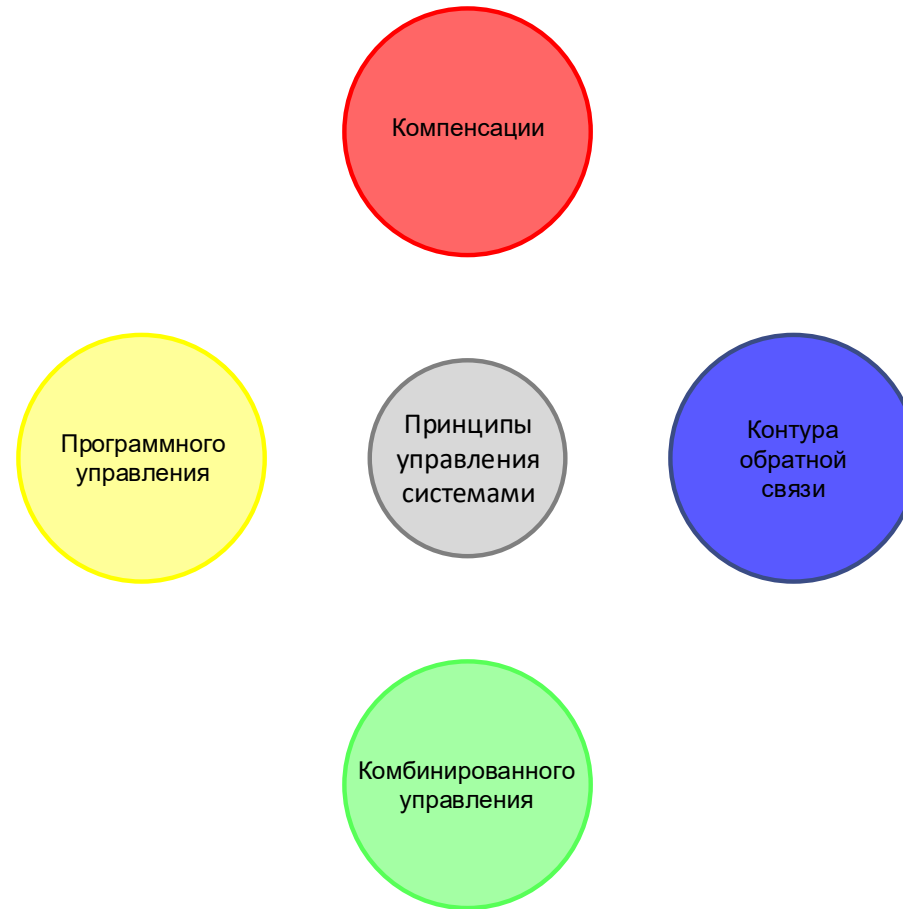 Компенсации
Программного
управления
Принципы
управления
системами
Контура
обратной
связи
Комбинированного
управления